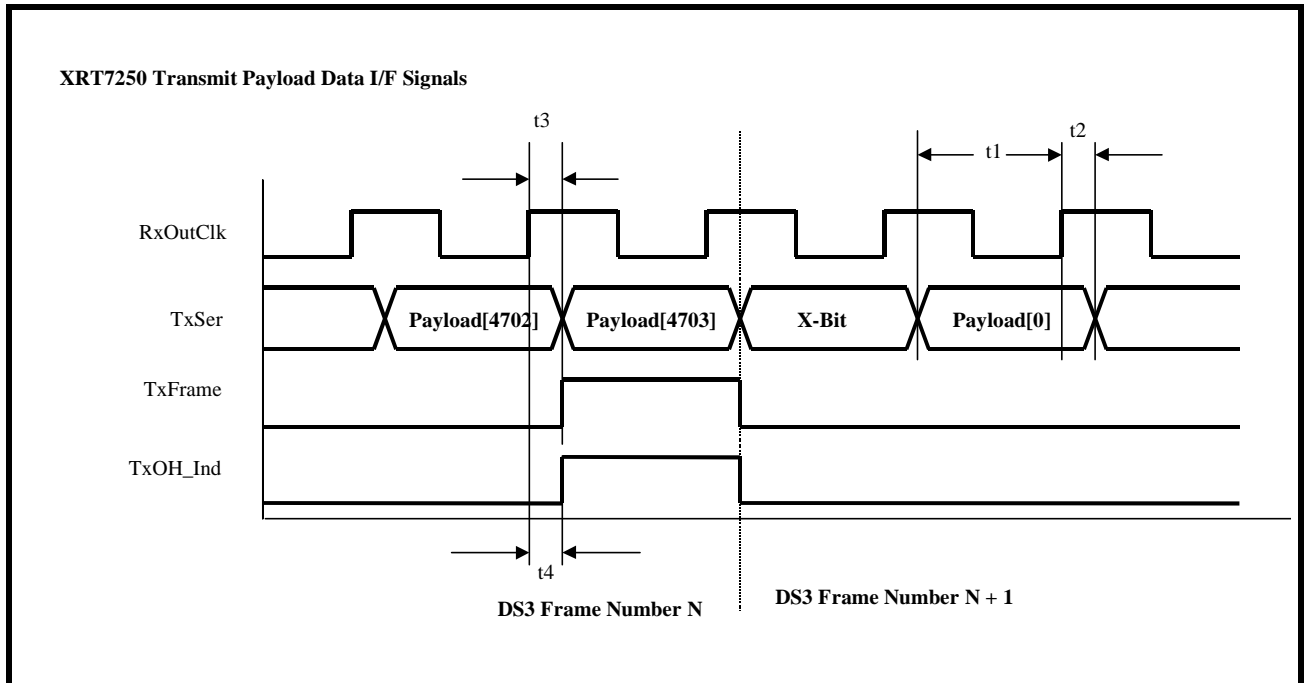 XRT7250 Transmit Payload Data I/F Signals
t3
t2
t1
RxOutClk
TxSer
Payload[4702]
Payload[4703]
X-Bit
Payload[0]
TxFrame
TxOH_Ind
t4
DS3 Frame Number N
DS3 Frame Number N + 1